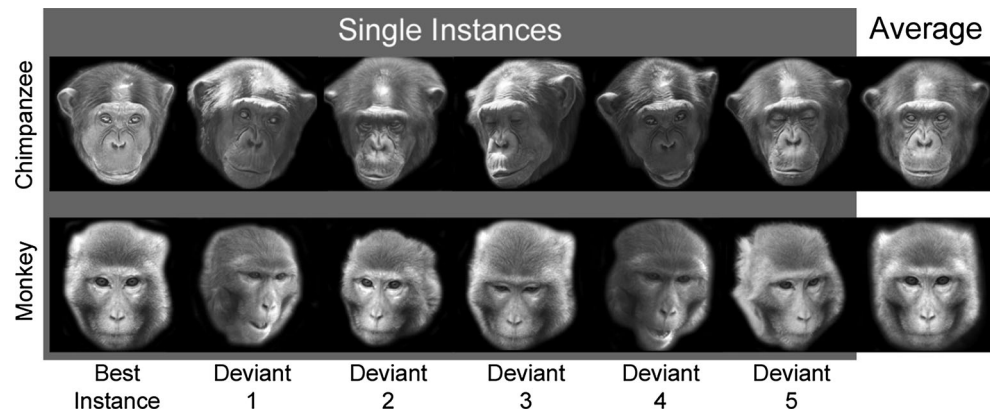 Single Instances
Average
Chimpanzee
Monkey
Best
Instance
Deviant
1
Deviant
2
Deviant
3
Deviant
4
Deviant
5